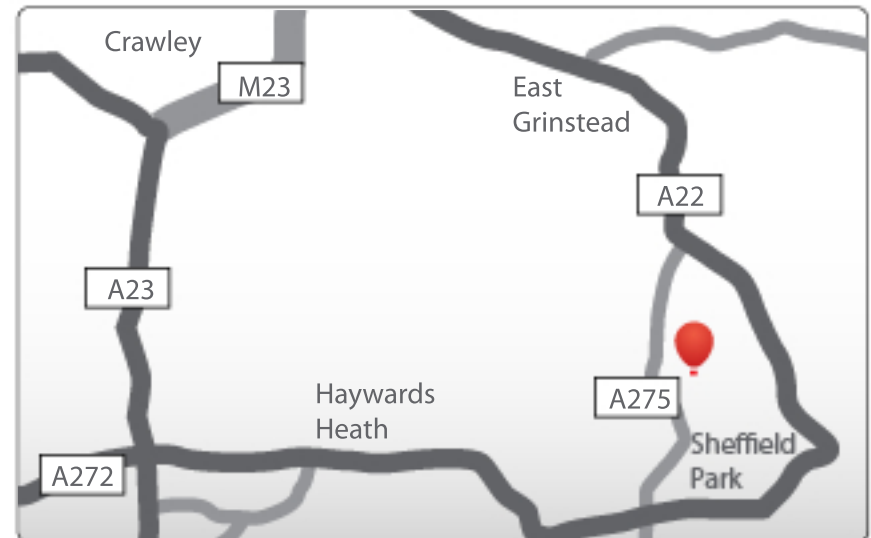 Crawley
M23
East
Grinstead
A22
A23
Haywards
Heath
A275
Sheffield
Park
A272